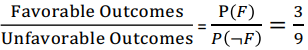 Favorable Outcomes / Unfavorable Outcomes = P(F) / P(¬F) = 3 / 9